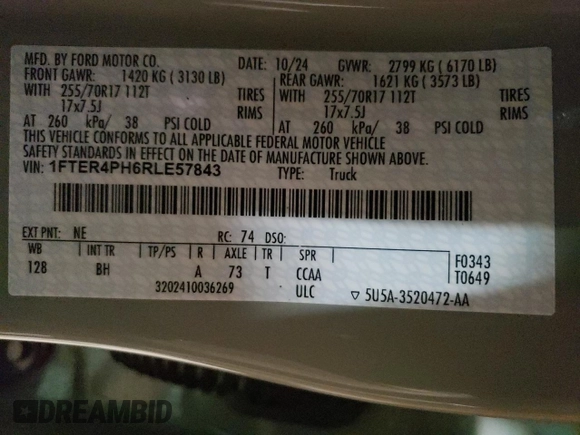 MFD. BY FORD MOTOR CO. DATE: 10/24 GVWR: 2799 KG ( 6170 LB)
FRONT GAWR: 1420 KG ( 3130 LB) REAR GAWR: 1621 KG ( 3573 LB)
WITH 255/70R17 112T TIRES WITH 255/70R17 112T TIRES
17x7.5J RIMS 17x7.5J RIMS
AT 260 kPa/ 38 PSI COLD AT 260 kPa/ 38 PSI COLD
THIS VEHICLE CONFORMS TO ALL APPLICABLE FEDERAL MOTOR VEHICLE
SAFETY STANDARDS IN EFFECT ON THE DATE OF MANUFACTURE SHOWN ABOVE.
VIN: 1FTER4PH6RLE57843 TYPE: Truck
EXT PNT: NE RC: 74 DSO:
WB INT TR TP/PS R AXLE TR SPR F0343
128 BH A 73 T CCAA T0649
3202410036269 ULC ▽ 5U5A-3520472-AA
DREAMBID